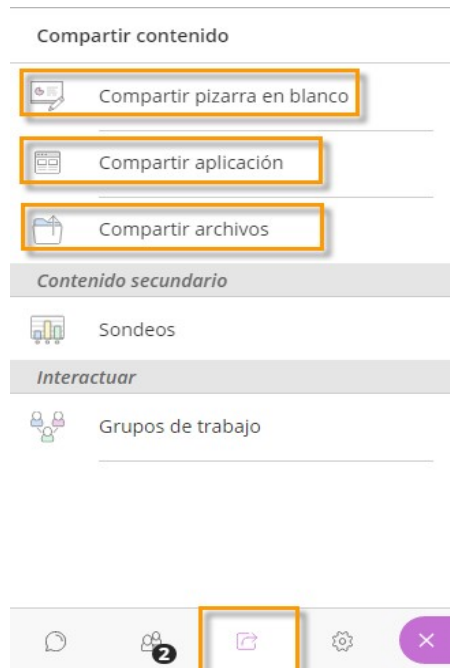 Compartir contenido
Compartir pizarra en blanco
Compartir aplicación
Compartir archivos
Contenido secundario
Sondeos
Interactuar
Grupos de trabajo
2